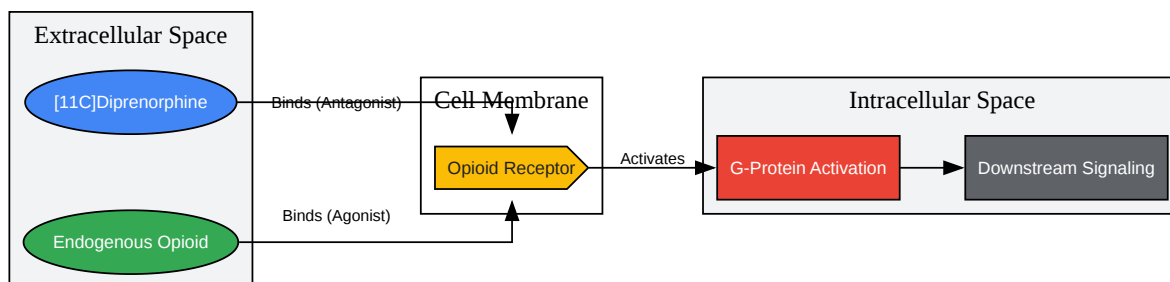 Extracellular Space
[11C]Diprenorphine
Binds (Antagonist)
Cell Membrane
Intracellular Space
Opioid Receptor
Activates
G-Protein Activation
Downstream Signaling
Binds (Agonist)
Endogenous Opioid